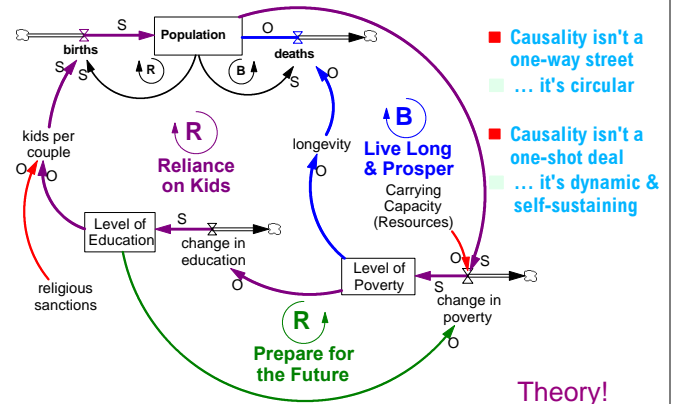 S
Population
O
births
deaths
S
S
R
B
S
O
kids per
couple
R
Reliance
on Kids
longevity
B
Live Long
& Prosper
O
O
O
Carrying
Capacity
(Resources)
Level of
Education
S
change in
education
O
Level of
Poverty
O
S
S
change in
poverty
O
religious
sanctions
R
Prepare for
the Future
Causality isn't a
one-way street
… it's circular
Causality isn't a
one-shot deal
… it's dynamic &
self-sustaining
Theory!